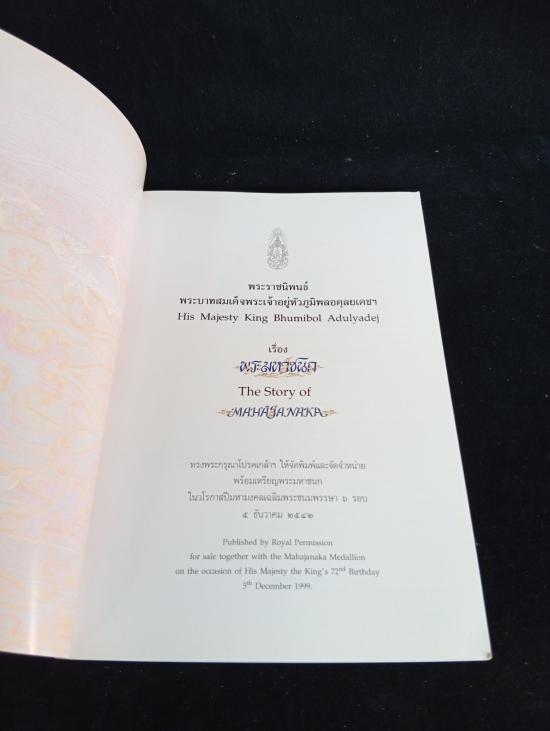 พระราชนิพนธ์
พระบาทสมเด็จพระเจ้าอยู่หัวภูมิพลอดุลยเดชฯ
His Majesty King Bhumibol Adulyadej
เรื่อง
พระมหาชนก
The Story of
MAHAJANAKA
ทรงพระกรุณาโปรดเกล้าฯ ให้จัดพิมพ์และจัดจำหน่าย
พร้อมเหรียญพระมหาชนก
ในวโรกาสปีมหามงคลเฉลิมพระชนมพรรษา ๖ รอบ
๕ ธันวาคม ๒๕๔๒
Published by Royal Permission
for sale together with the Mahajanaka Medallion
on the occasion of His Majesty the King's 72nd Birthday
5th December 1999.